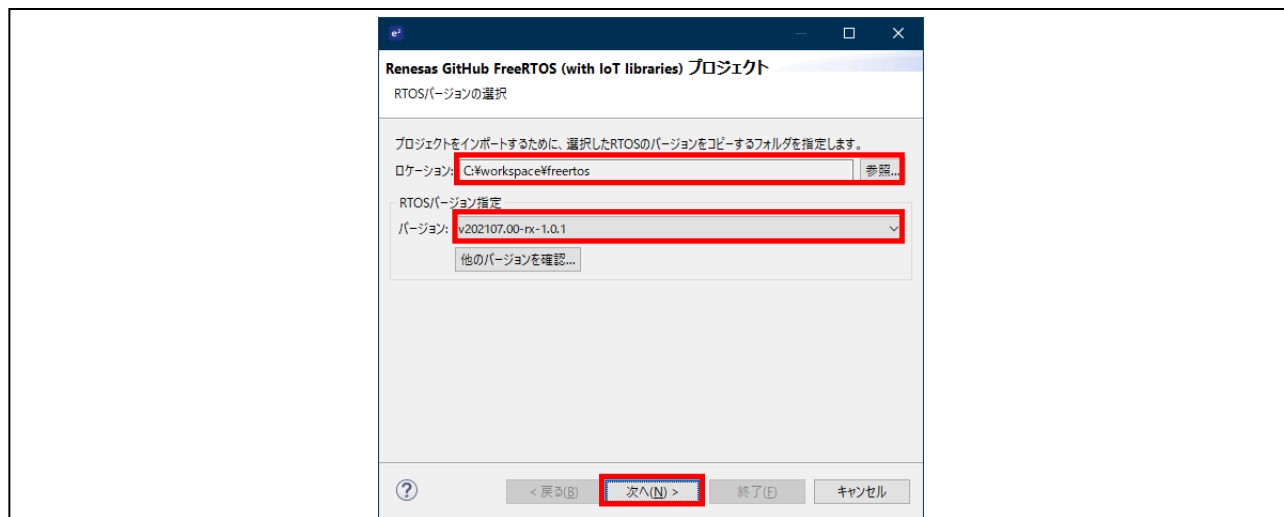 e²
Renesas GitHub FreeRTOS (with IoT libraries) プロジェクト
RTOSバージョンの選択
プロジェクトをインポートするために、選択したRTOSのバージョンをコピーするフォルダを指定します。
ロケーション: C:¥workspace¥freertos 参照...
RTOSバージョン指定
バージョン: v202107.00-rx-1.0.1
他のバージョンを確認...
? < 戻る(B) 次へ(N) > 終了(F) キャンセル